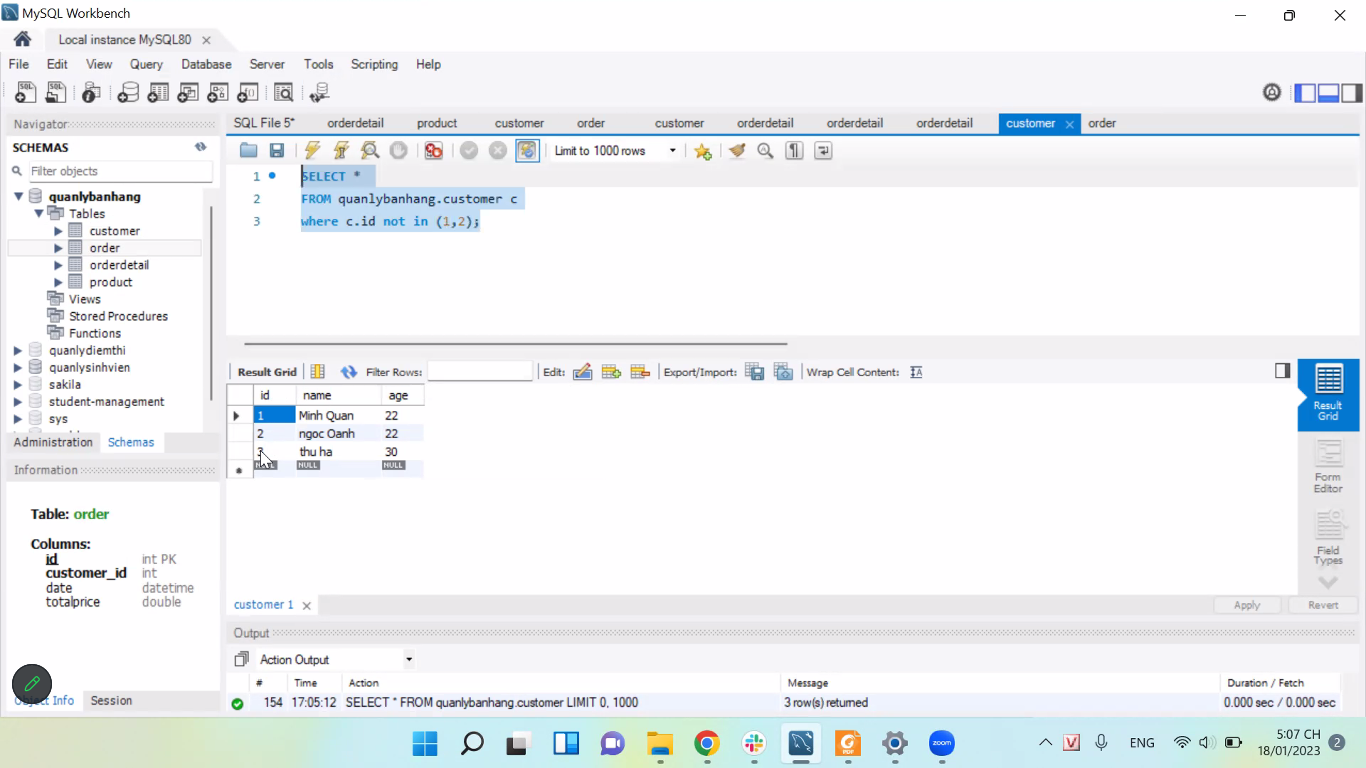 MySQL Workbench
Local instance MySQL80
File Edit View Query Database Server Tools Scripting Help
Navigator
SCHEMAS
Filter objects
quanlybanhang
Tables
customer
order
orderdetail
product
Views
Stored Procedures
Functions
quanlydiemthi
quanlysinhvien
sakila
student-management
sys
Administration Schemas
Information
Table: order
Columns:
id int PK
customer_id int
date datetime
totalprice double
Object Info Session
SQL File 5* orderdetail product customer order customer orderdetail orderdetail orderdetail customer order
Limit to 1000 rows
1 SELECT *
2 FROM quanlybanhang.customer c
3 where c.id not in (1,2);
Result Grid Filter Rows: Edit: Export/Import: Wrap Cell Content:
id name age
1 Minh Quan 22
2 ngoc Oanh 22
3 thu ha 30
NULL NULL NULL
Result Grid
Form Editor
Field Types
customer 1
Apply Revert
Output
Action Output
# Time Action Message Duration / Fetch
154 17:05:12 SELECT * FROM quanlybanhang.customer LIMIT 0, 1000 3 row(s) returned 0.000 sec / 0.000 sec
zoom
ENG
5:07 CH
18/01/2023
2